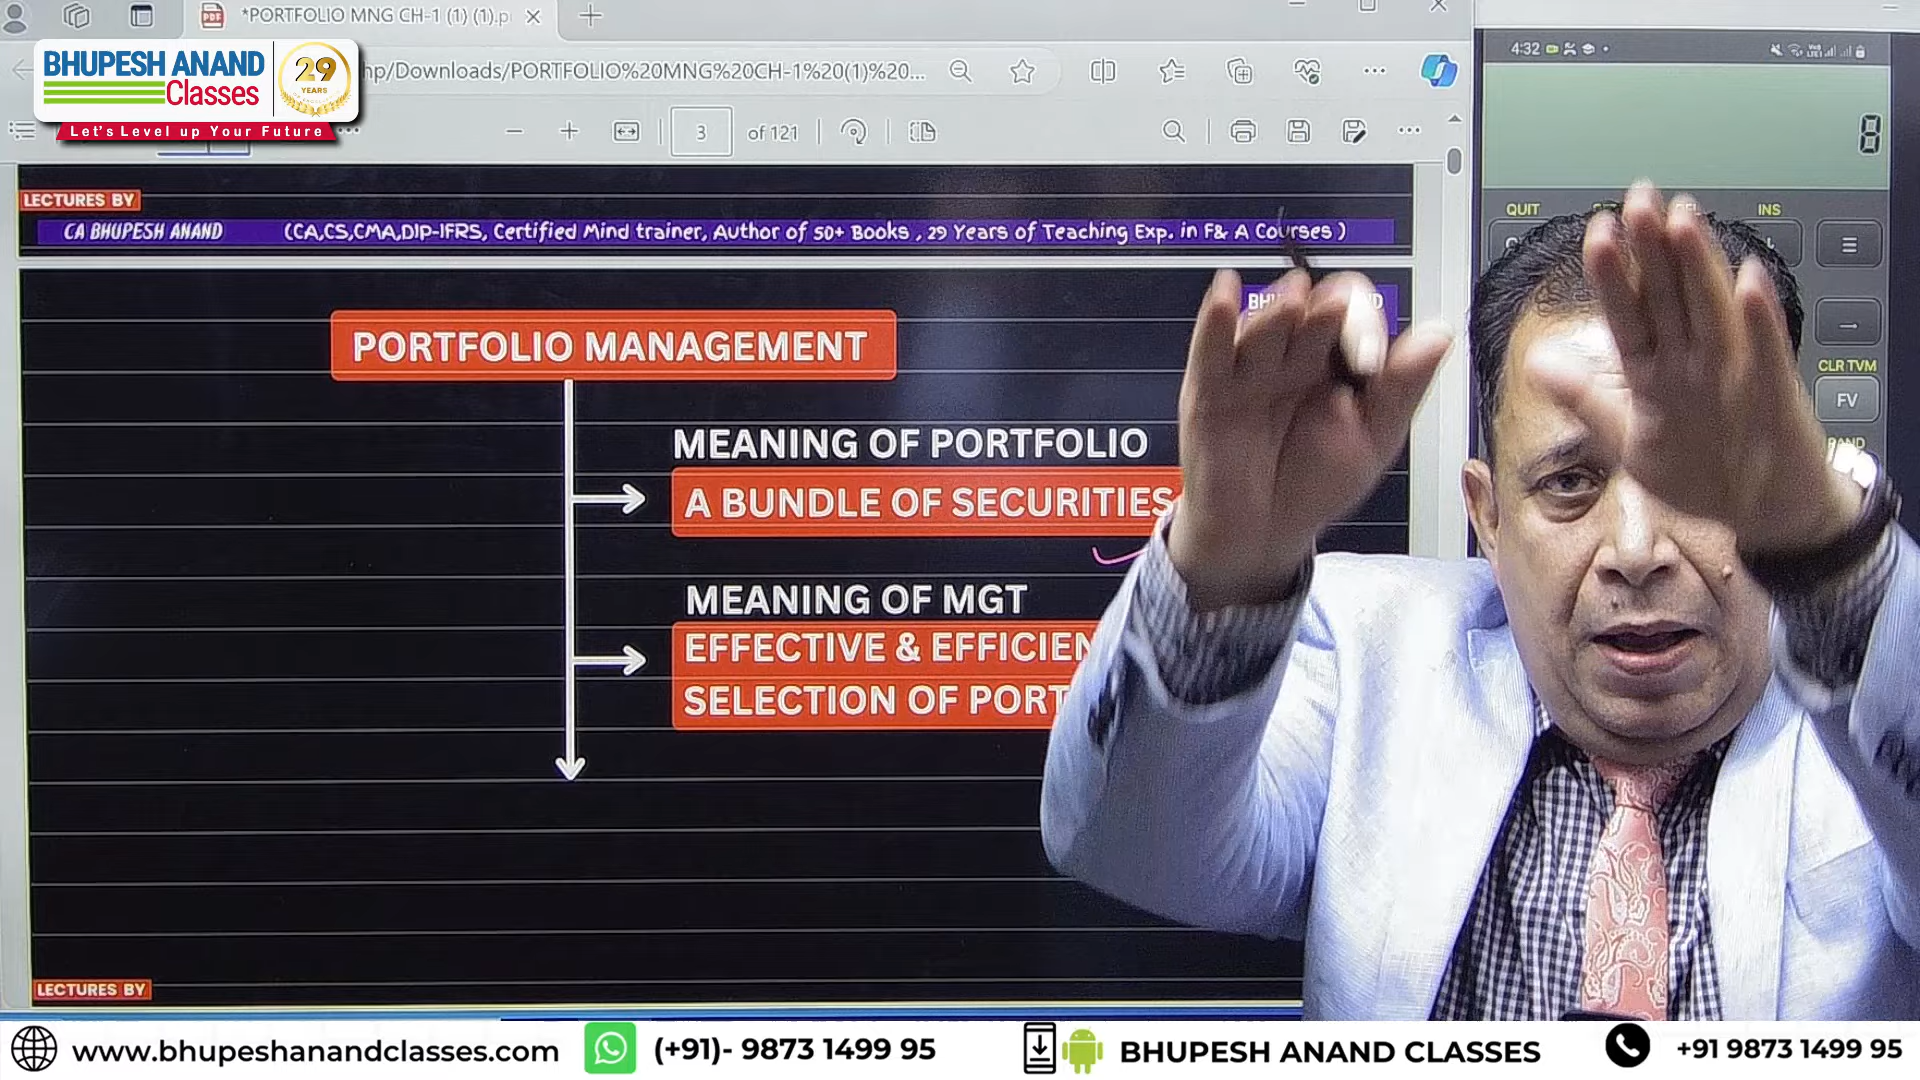 *PORTFOLIO MNG CH-1 (1) (1).p
BHUPESH ANAND
Classes
29
YEARS
Let's Level up Your Future
hp/Downloads/PORTFOLIO%20MNG%20CH-1%20(1)%20...
3 of 121
4:32
8
QUIT
INS
CLR TVM
FV
LECTURES BY
CA BHUPESH ANAND (CA,CS,CMA,DIP-IFRS, Certified Mind trainer, Author of 50+ Books , 29 Years of Teaching Exp. in F& A Courses )
PORTFOLIO MANAGEMENT
MEANING OF PORTFOLIO
A BUNDLE OF SECURITIES
MEANING OF MGT
EFFECTIVE & EFFICIEN
SELECTION OF PORT
LECTURES BY
www.bhupeshanandclasses.com
(+91)- 9873 1499 95
BHUPESH ANAND CLASSES
+91 9873 1499 95